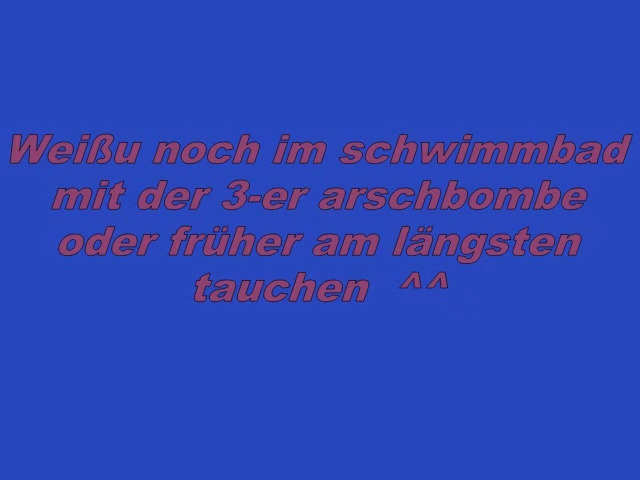 Weißu noch im schwimmbad
mit der 3-er arschbombe
oder früher am längsten
tauchen ^^